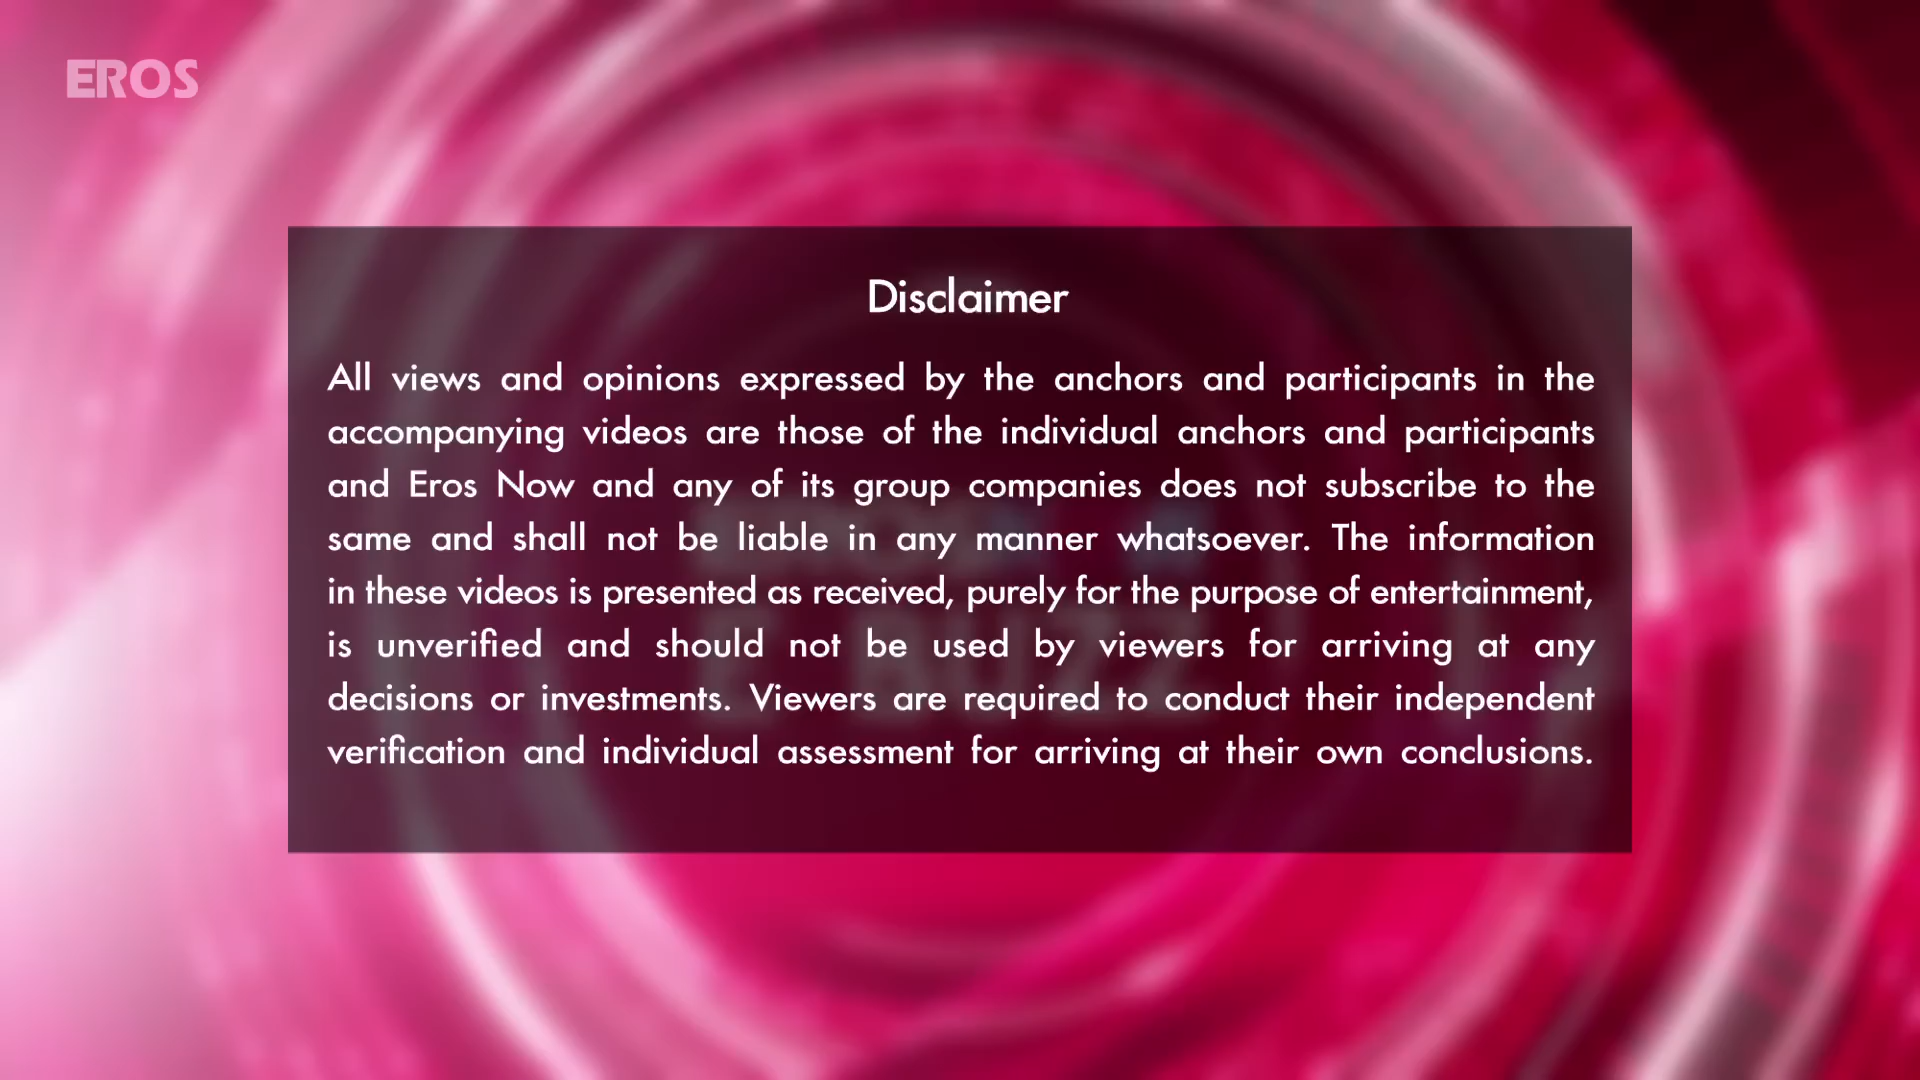 EROS
Disclaimer
All views and opinions expressed by the anchors and participants in the
accompanying videos are those of the individual anchors and participants
and Eros Now and any of its group companies does not subscribe to the
same and shall not be liable in any manner whatsoever. The information
in these videos is presented as received, purely for the purpose of entertainment,
is unverified and should not be used by viewers for arriving at any
decisions or investments. Viewers are required to conduct their independent
verification and individual assessment for arriving at their own conclusions.